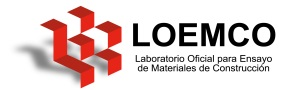 LOEMCO
Laboratorio Oficial para Ensayo
de Materiales de Construcción